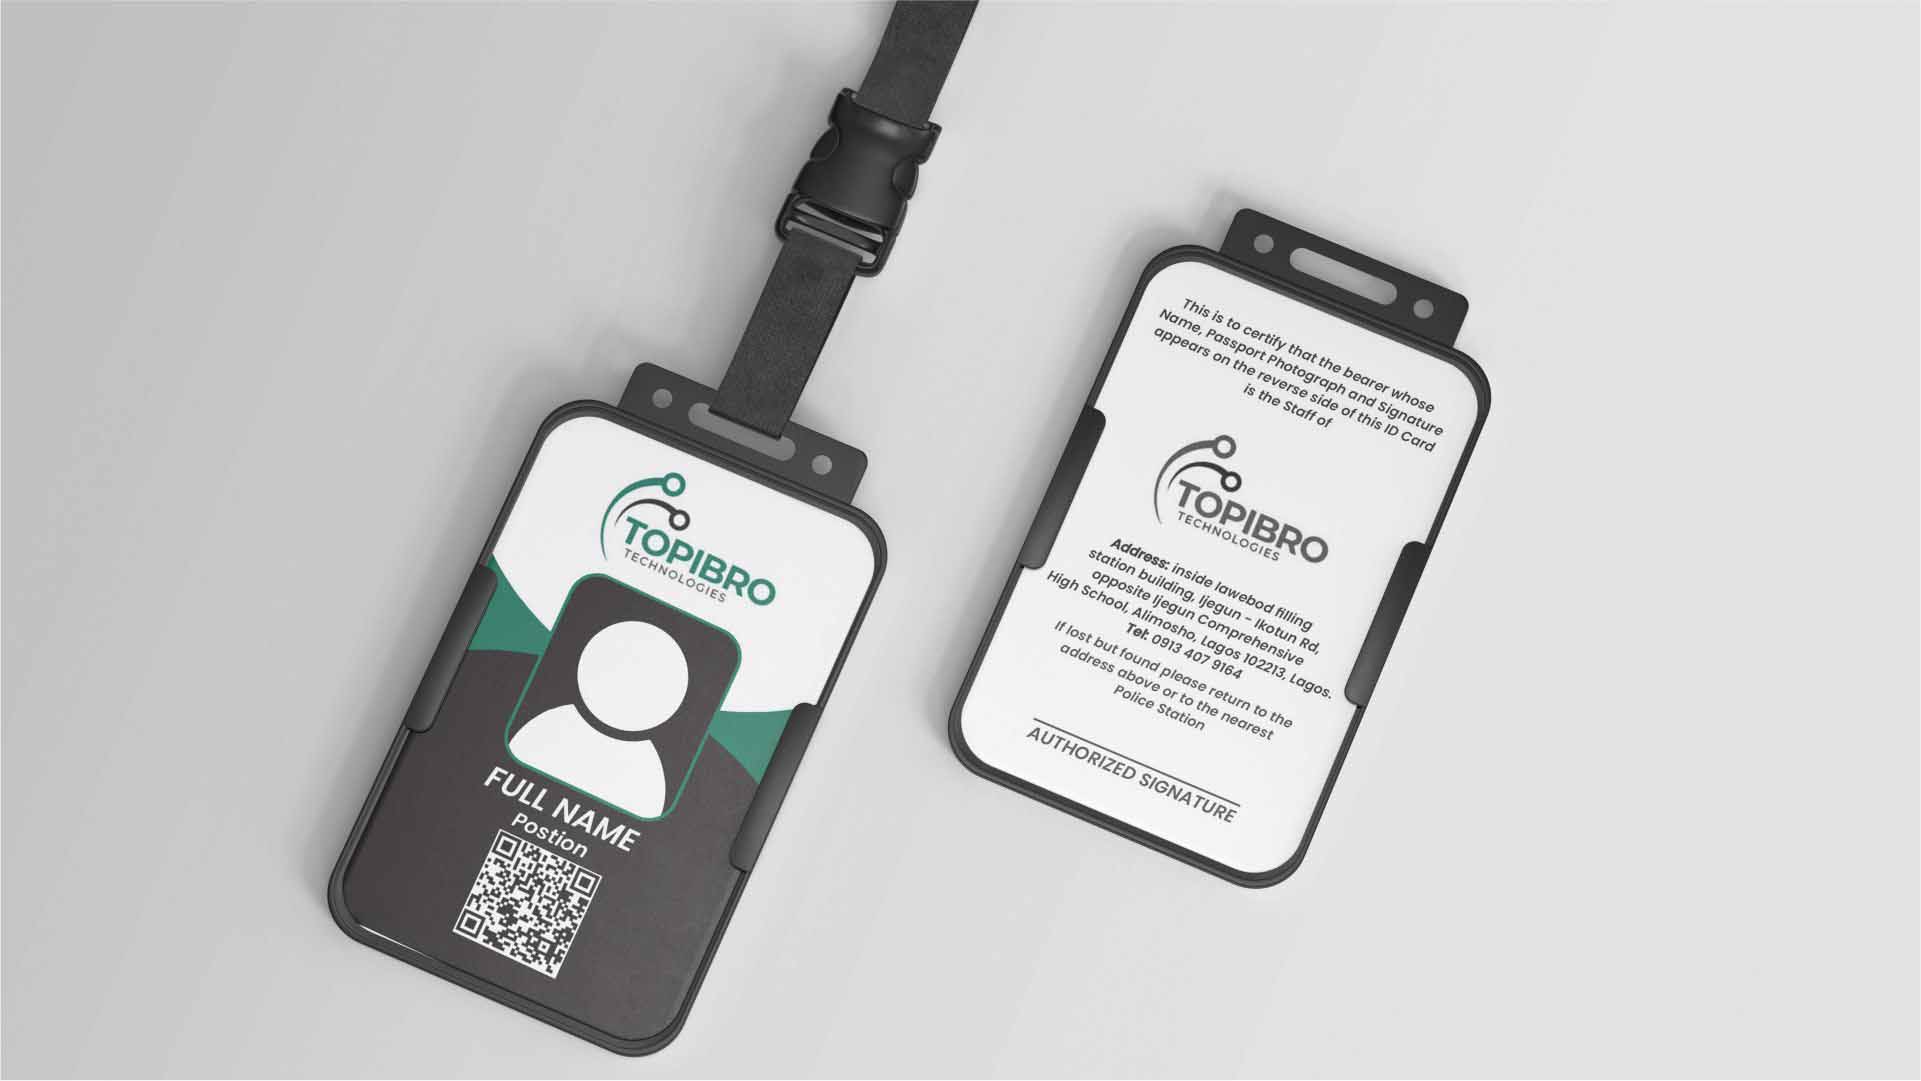 TOPIBRO
TECHNOLOGIES
FULL NAME
Postion
This is to certify that the bearer whose
Name, Passport Photograph and Signature
appears on the reverse side of this ID Card
is the Staff of
TOPIBRO
TECHNOLOGIES
Address: inside lawebod filling
station building, Ijegun - Ikotun Rd,
opposite Ijegun Comprehensive
High School, Alimosho, Lagos 102213, Lagos.
Tel: 0913 407 9164
If lost but found please return to the
address above or to the nearest
Police Station
AUTHORIZED SIGNATURE